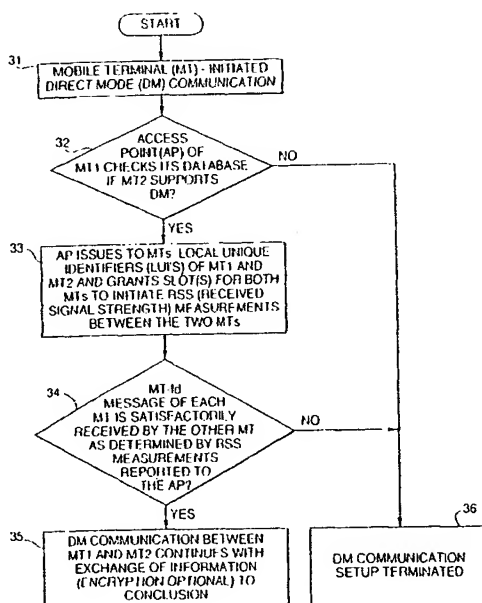 START
31
MOBILE TERMINAL (MT) - INITIATED
DIRECT MODE (DM) COMMUNICATION
32
ACCESS
POINT(AP) OF
MT1 CHECKS ITS DATABASE
IF MT2 SUPPORTS
DM?
NO
YES
33
AP ISSUES TO MTs LOCAL UNIQUE
IDENTIFIERS (LUI'S) OF MT1 AND
MT2 AND GRANTS SLOT(S) FOR BOTH
MTs TO INITIATE RSS (RECEIVED
SIGNAL STRENGTH) MEASUREMENTS
BETWEEN THE TWO MTs
34
MT-Id
MESSAGE OF EACH
MT IS SATISFACTORILY
RECEIVED BY THE OTHER MT
AS DETERMINED BY RSS
MEASUREMENTS
REPORTED TO
THE AP?
NO
YES
35
DM COMMUNICATION BETWEEN
MT1 AND MT2 CONTINUES WITH
EXCHANGE OF INFORMATION
(ENCRYPTION OPTIONAL) TO
CONCLUSION
36
DM COMMUNICATION
SETUP TERMINATED